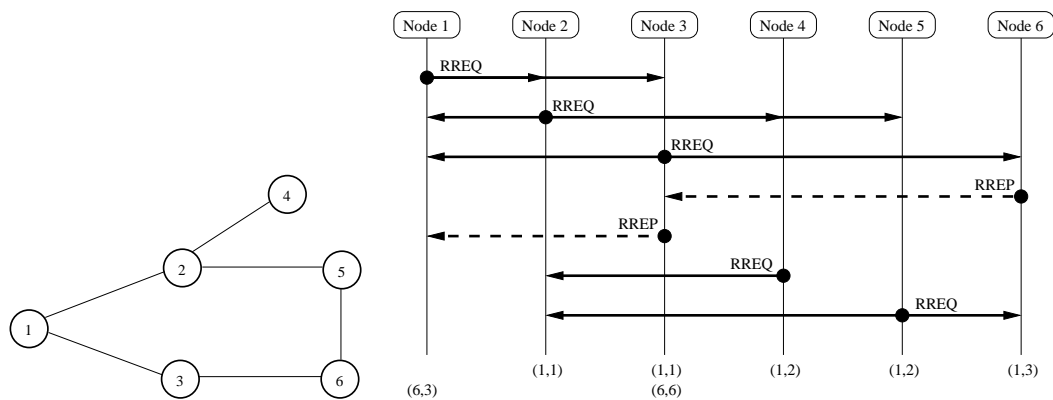 Node 1 Node 2 Node 3 Node 4 Node 5 Node 6
RREQ
RREQ
RREQ
RREP
RREP
RREQ
RREQ
4
2
5
1
3
6
(1,1) (1,1) (1,2) (1,2) (1,3)
(6,3) (6,6)